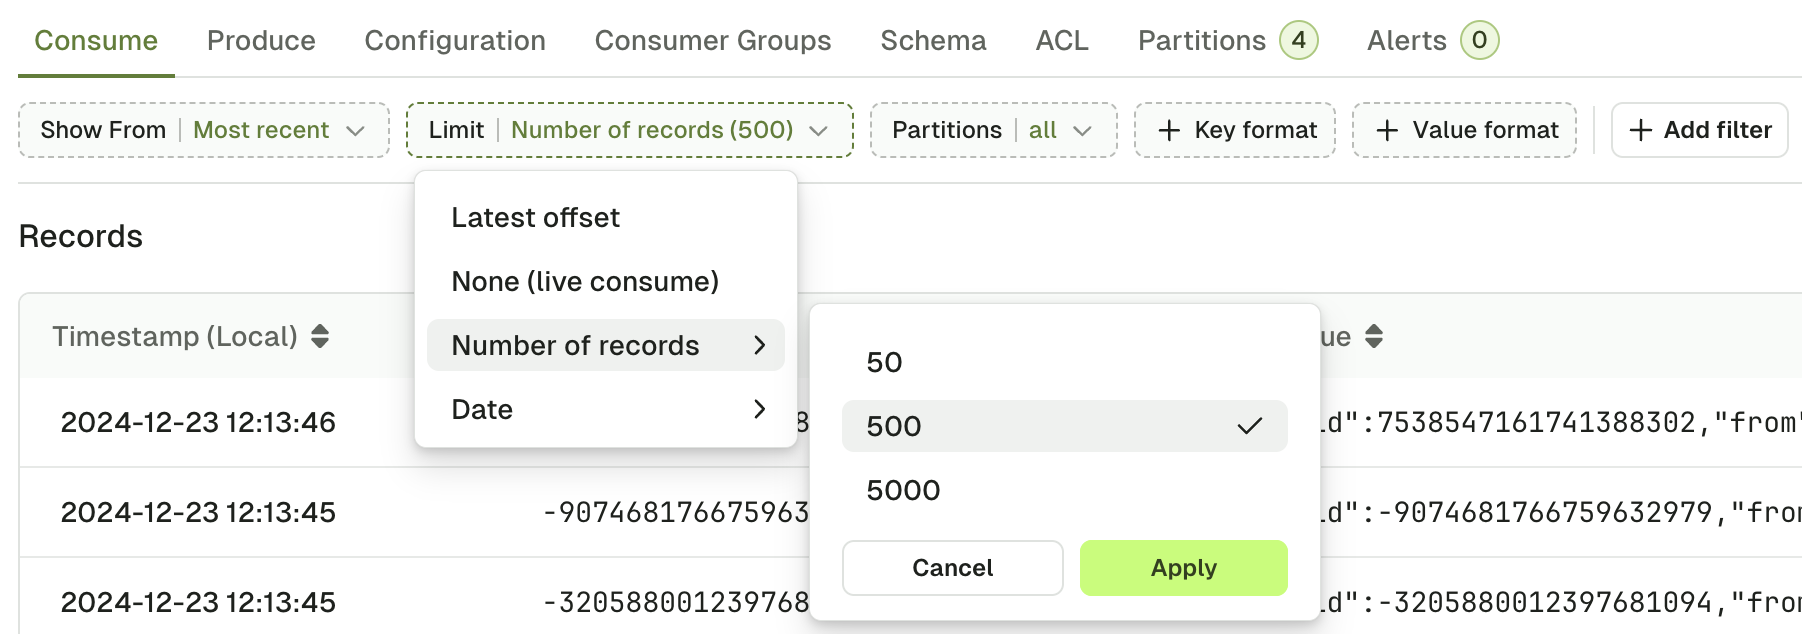 Consume Produce Configuration Consumer Groups Schema ACL Partitions 4 Alerts 0
Show From | Most recent Limit | Number of records (500) Partitions | all + Key format + Value format + Add filter
Latest offset
Records
None (live consume)
Timestamp (Local) Number of records ue
50
Date
2024-12-23 12:13:46 8 500 d":7538547161741388302,"from"
5000
2024-12-23 12:13:45 -907468176675963 d":-9074681766759632979,"from
Cancel Apply
2024-12-23 12:13:45 -320588001239768 d":-3205880012397681094,"from